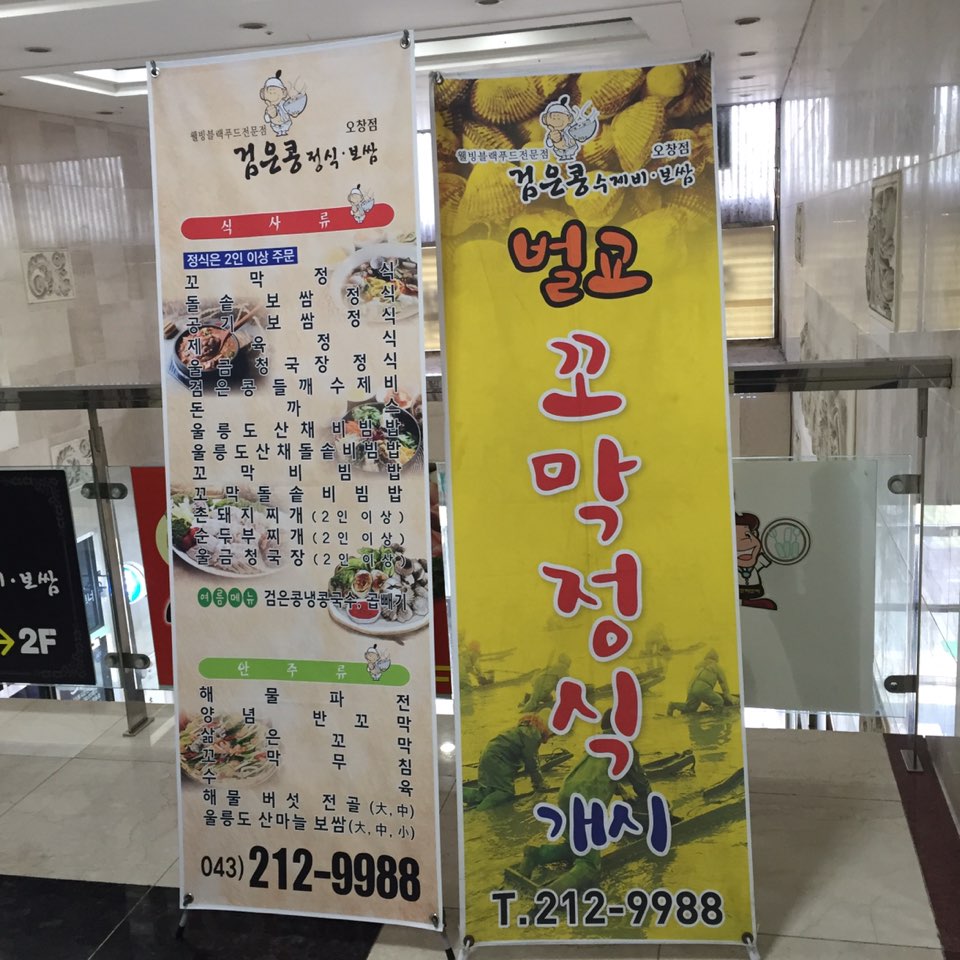 웰빙블랙푸드전문점
오창점
검은콩 정식·보쌈
식사류
정식은 2인 이상 주문
꼬막정식
돌솥보쌈정식
공기보쌈정식
제육정식
울금청국장정식
검은콩들깨수제비
돈까스
울릉도산채비빔밥
울릉도산채돌솥비빔밥
꼬막비빔밥
꼬막돌솥비빔밥
촌돼지찌개 (2인 이상)
순두부찌개 (2인 이상)
울금청국장 (2인 이상)
여름메뉴 검은콩냉콩국수, 곱빼기
안주류
해물파전
양념반꼬막
삶은꼬막
꼬막무침
수육
해물버섯전골 (大, 中)
울릉도 산마늘 보쌈 (大, 中, 小)
043) 212-9988
웰빙블랙푸드전문점
오창점
검은콩 수제비·보쌈
벌교
꼬막정식
개시
T.212-9988
비·보쌈
2F